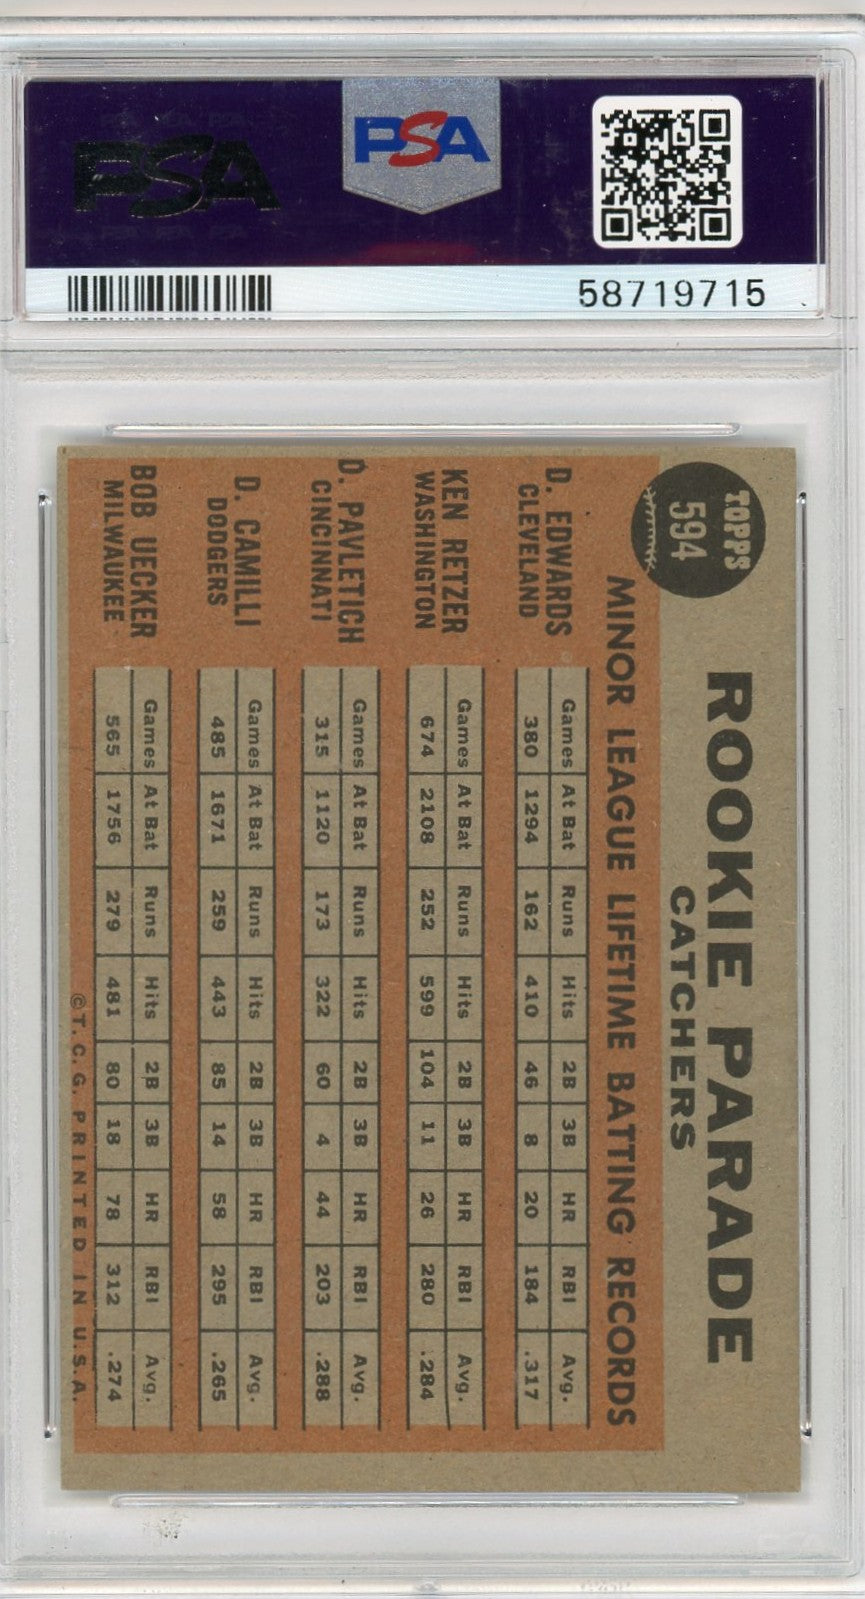 PSA
PSA
58719715
TOPPS
594
ROOKIE PARADE
CATCHERS
MINOR LEAGUE LIFETIME BATTING RECORDS
D. EDWARDS
CLEVELAND
Games At Bat Runs Hits 2B 3B HR RBI Avg.
380 1294 162 410 46 8 20 184 .317
KEN RETZER
WASHINGTON
Games At Bat Runs Hits 2B 3B HR RBI Avg.
674 2108 252 599 104 11 26 280 .284
D. PAVLETICH
CINCINNATI
Games At Bat Runs Hits 2B 3B HR RBI Avg.
315 1120 173 322 60 4 44 203 .288
D. CAMILLI
DODGERS
Games At Bat Runs Hits 2B 3B HR RBI Avg.
485 1671 259 443 85 14 58 295 .265
BOB UECKER
MILWAUKEE
Games At Bat Runs Hits 2B 3B HR RBI Avg.
565 1756 279 481 80 18 78 312 .274
©T.C.G. PRINTED IN U.S.A.